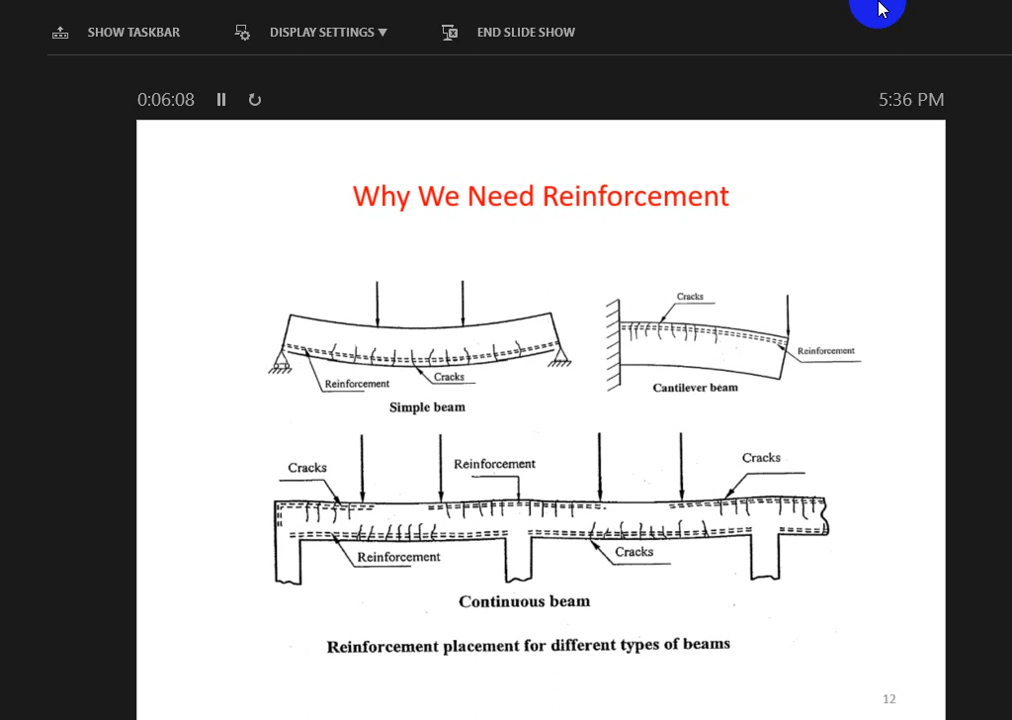 SHOW TASKBAR
DISPLAY SETTINGS ▼
END SLIDE SHOW
0:06:08
5:36 PM
Why We Need Reinforcement
Cracks
Reinforcement
Reinforcement
Cracks
Simple beam
Cantilever beam
Cracks
Reinforcement
Cracks
Reinforcement
Cracks
Continuous beam
Reinforcement placement for different types of beams
12